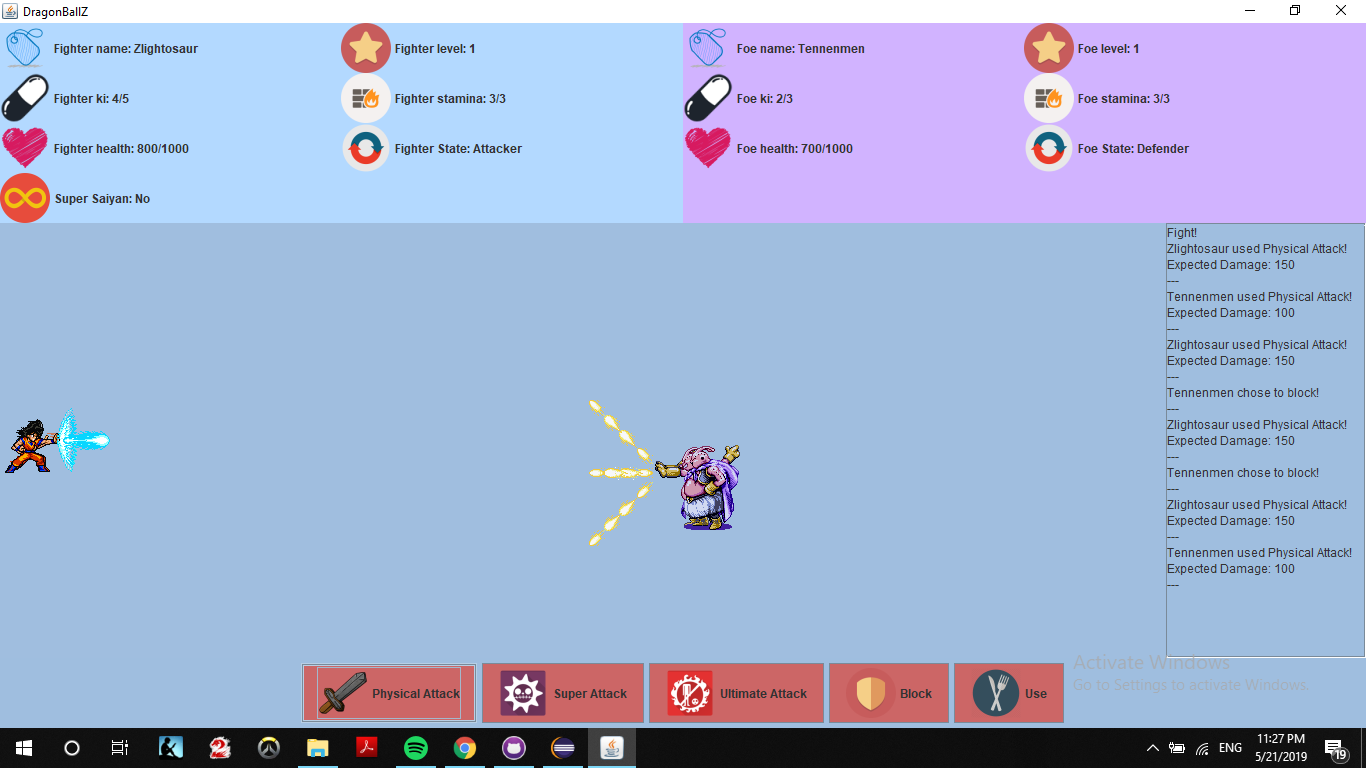 DragonBallZ
Fighter name: Zlightosaur
Fighter level: 1
Foe name: Tennenmen
Foe level: 1
Fighter ki: 4/5
Fighter stamina: 3/3
Foe ki: 2/3
Foe stamina: 3/3
Fighter health: 800/1000
Fighter State: Attacker
Foe health: 700/1000
Foe State: Defender
Super Saiyan: No
Fight!
Zlightosaur used Physical Attack!
Expected Damage: 150
---
Tennenmen used Physical Attack!
Expected Damage: 100
---
Zlightosaur used Physical Attack!
Expected Damage: 150
---
Tennenmen chose to block!
---
Zlightosaur used Physical Attack!
Expected Damage: 150
---
Tennenmen chose to block!
---
Zlightosaur used Physical Attack!
Expected Damage: 150
---
Tennenmen used Physical Attack!
Expected Damage: 100
---
Activate Windows
Go to Settings to activate Windows.
Physical Attack
Super Attack
Ultimate Attack
Block
Use
ENG
11:27 PM
5/21/2019
19